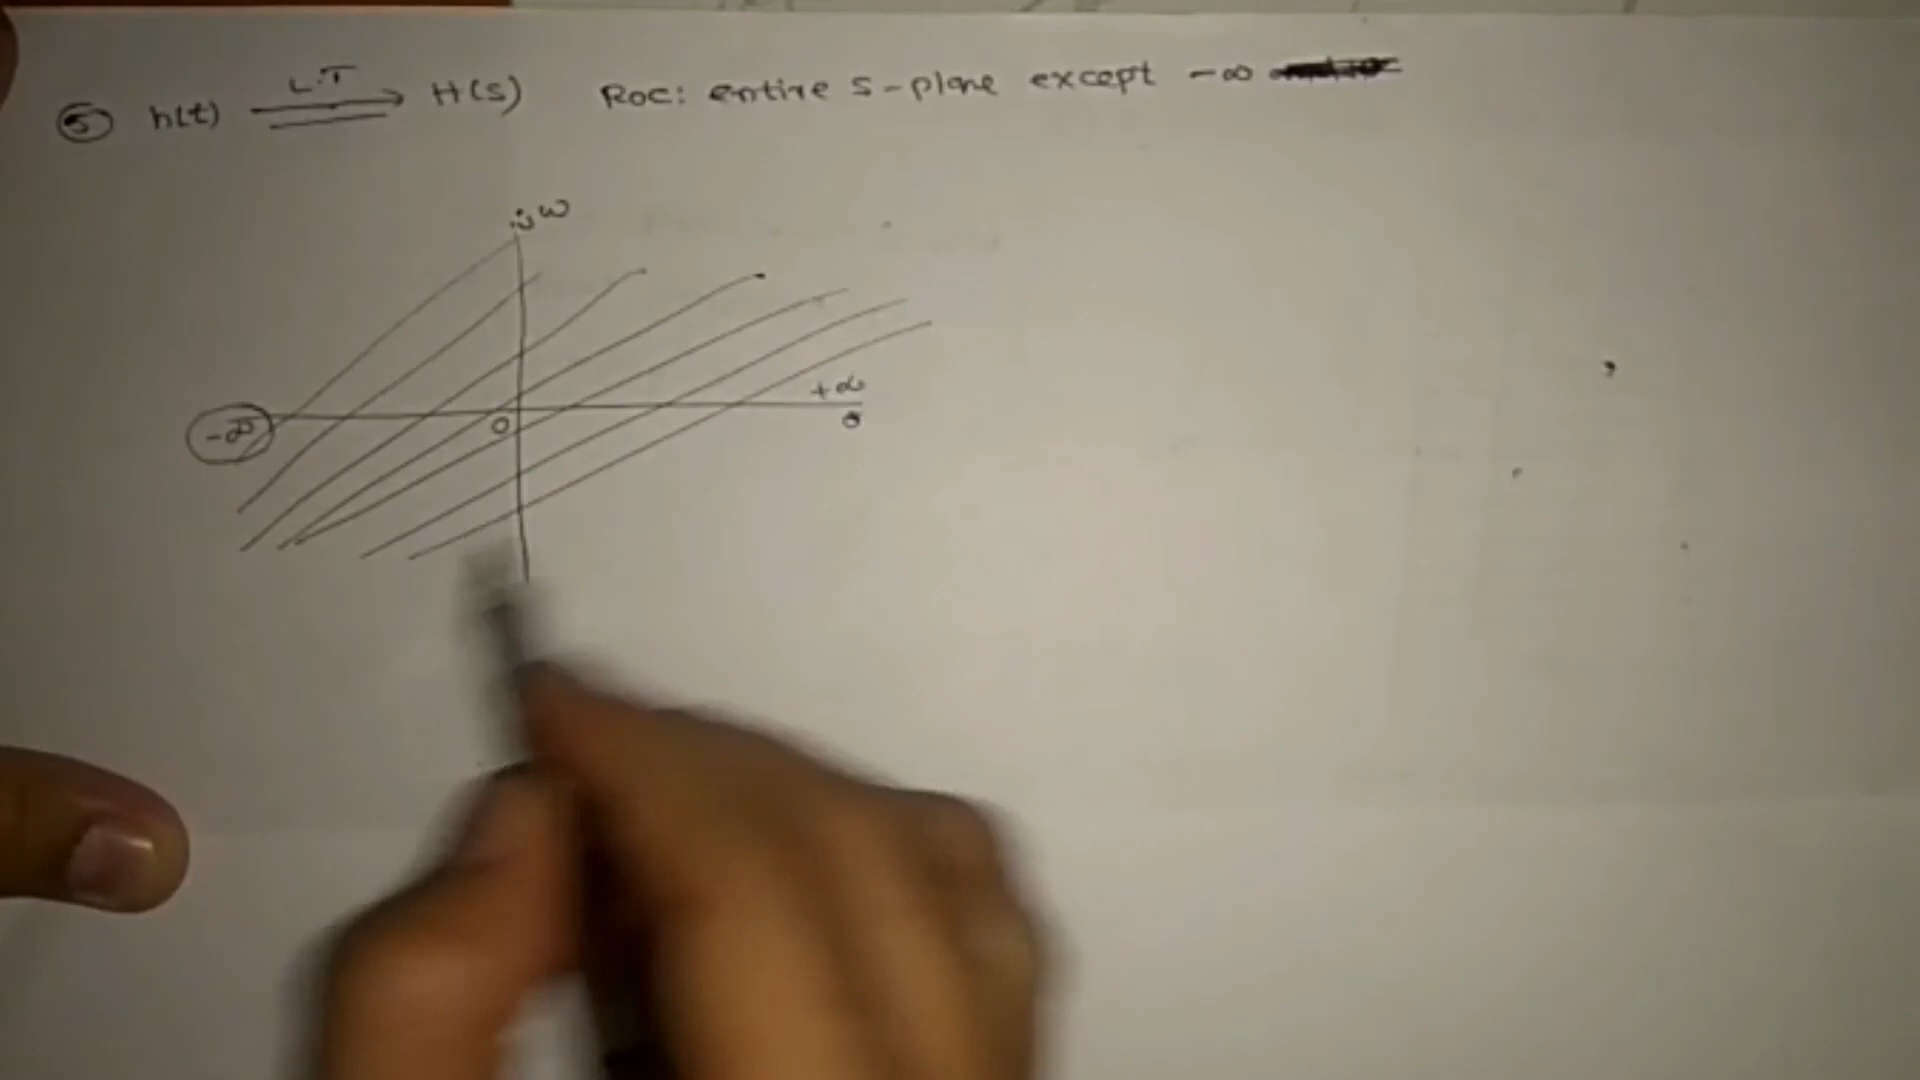 ⑤ h(t) L.T → H(s) ROC: entire s-plane except -∞
jω
+∞
-∞
0
σ